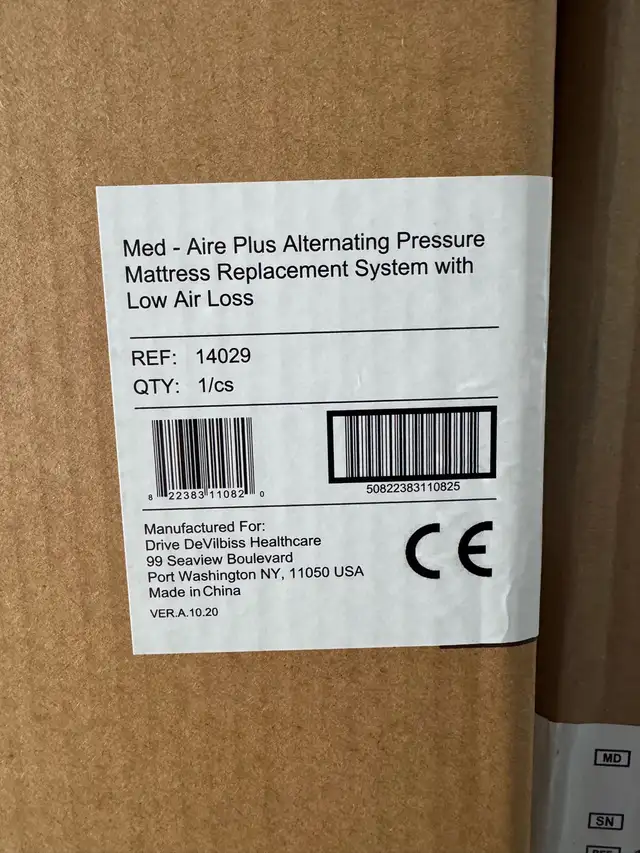 Med - Aire Plus Alternating Pressure
Mattress Replacement System with
Low Air Loss
REF: 14029
QTY: 1/cs
8 22383 11082 0
50822383110825
Manufactured For:
Drive DeVilbiss Healthcare
99 Seaview Boulevard
Port Washington NY, 11050 USA
Made in China
VER.A.10.20
CE
MD
SN
REF